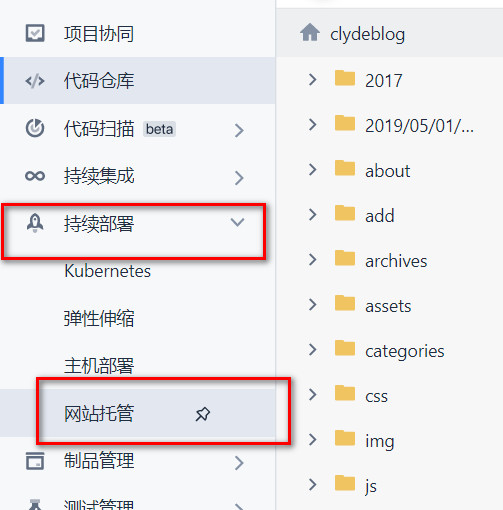 项目协同
代码仓库
代码扫描 beta
持续集成
持续部署
Kubernetes
弹性伸缩
主机部署
网站托管
制品管理
测试管理
clydeblog
2017
2019/05/01/...
about
add
archives
assets
categories
css
img
js